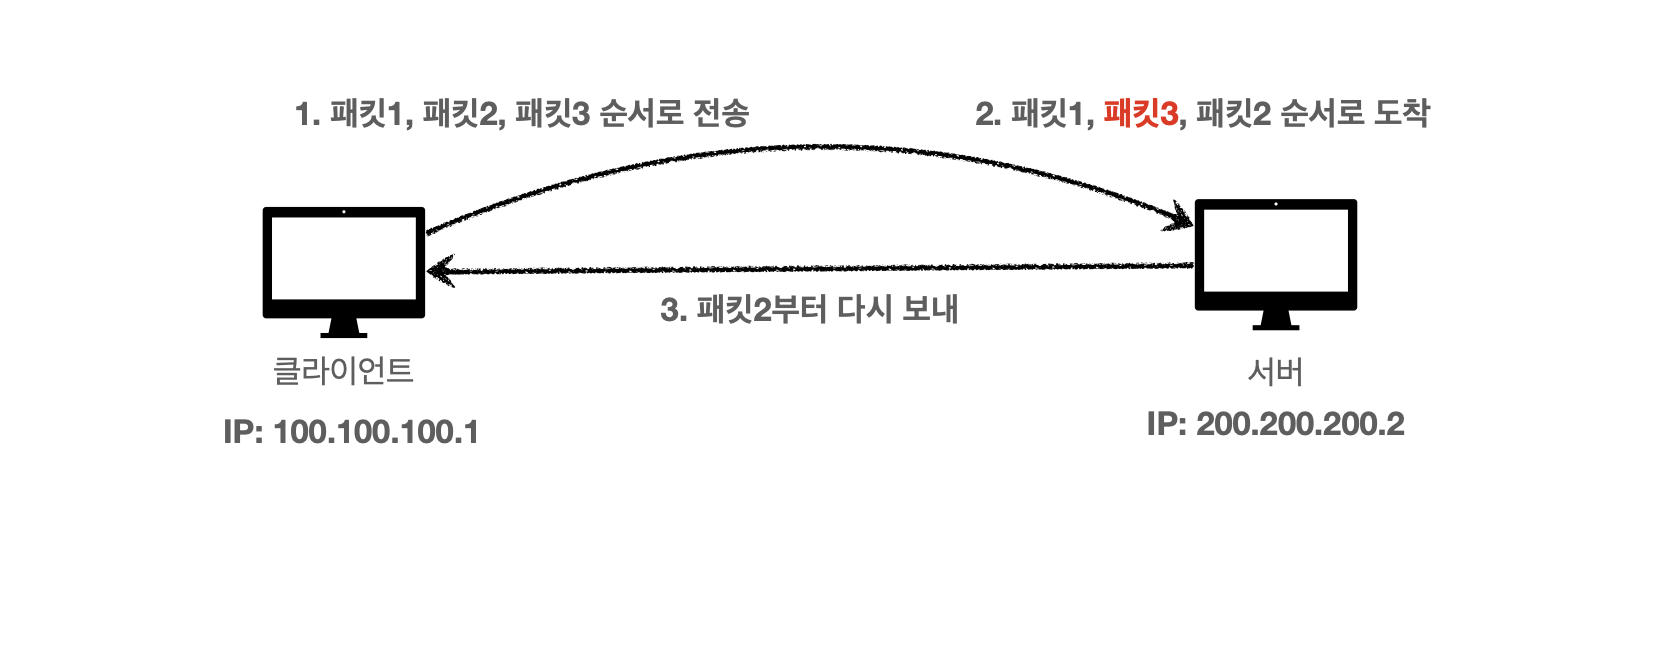 1. 패킷1, 패킷2, 패킷3 순서로 전송
2. 패킷1, 패킷3, 패킷2 순서로 도착
3. 패킷2부터 다시 보내
클라이언트
서버
IP: 100.100.100.1
IP: 200.200.200.2